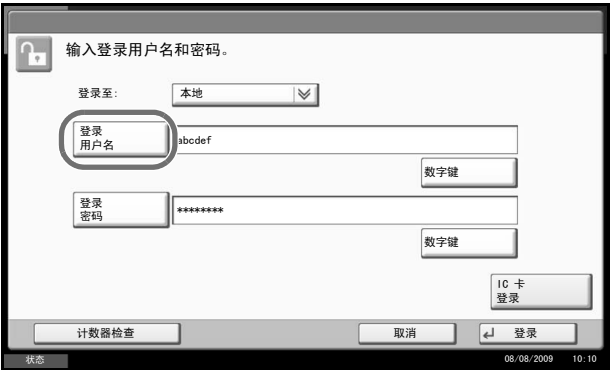 输入登录用户名和密码。
登录至:
本地
登录
用户名
abcdef
数字键
登录
密码
********
数字键
IC 卡
登录
计数器检查
取消
登录
状态
08/08/2009 10:10